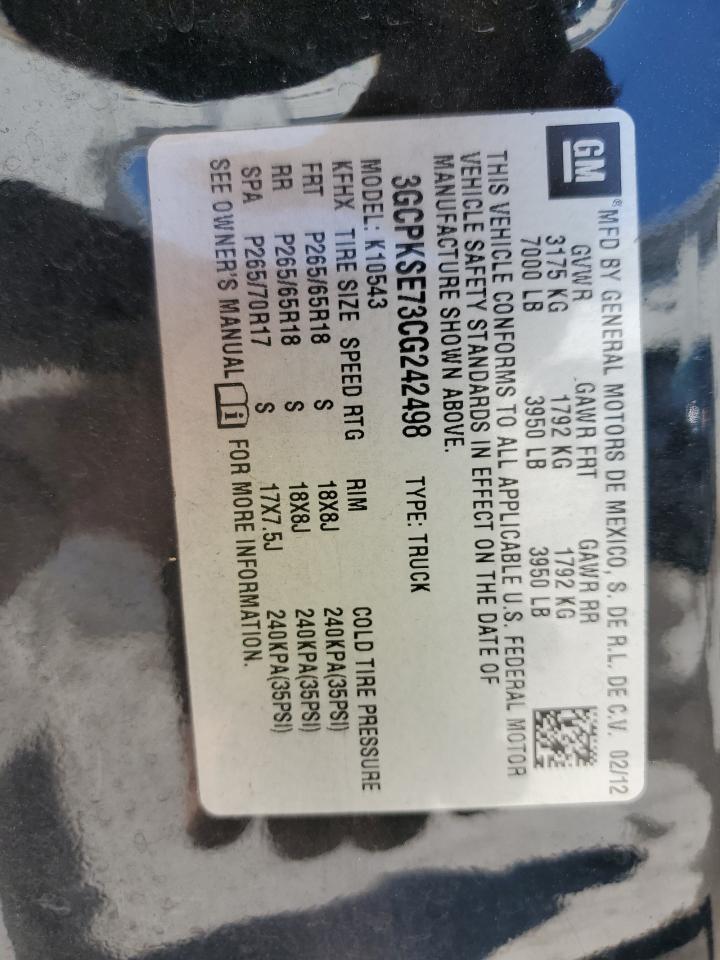 GM
® MFD BY GENERAL MOTORS DE MEXICO, S. DE R.L. DE C.V. 02/12
GVWR GAWR FRT GAWR RR
3175 KG 1792 KG 1792 KG
7000 LB 3950 LB 3950 LB
THIS VEHICLE CONFORMS TO ALL APPLICABLE U.S. FEDERAL MOTOR
VEHICLE SAFETY STANDARDS IN EFFECT ON THE DATE OF
MANUFACTURE SHOWN ABOVE.
3GCPKSE73CG242498 TYPE: TRUCK
MODEL: K10543
KFHX TIRE SIZE SPEED RTG RIM COLD TIRE PRESSURE
FRT P265/65R18 S 18X8J 240KPA(35PSI)
RR P265/65R18 S 18X8J 240KPA(35PSI)
SPA P265/70R17 S 17X7.5J 240KPA(35PSI)
SEE OWNER'S MANUAL i FOR MORE INFORMATION.